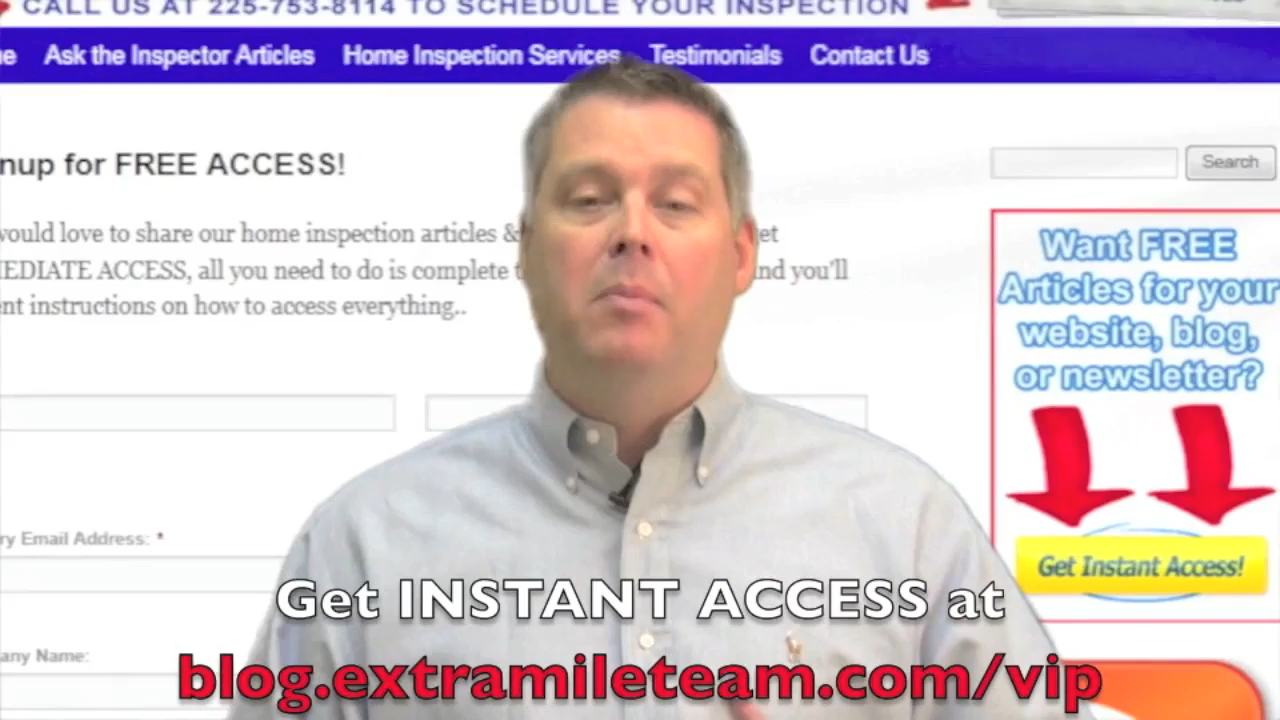 CALL US AT 225-753-8114 TO SCHEDULE YOUR INSPECTION
Ask the Inspector Articles Home Inspection Services Testimonials Contact Us
nup for FREE ACCESS!
Search
ould love to share our home inspection articles &
EDIATE ACCESS, all you need to do is complete nd you'll
nt instructions on how to access everything..
Want FREE
Articles for your
website, blog,
or newsletter?
ry Email Address: *
Get Instant Access!
Get INSTANT ACCESS at
any Name:
blog.extramileteam.com/vip